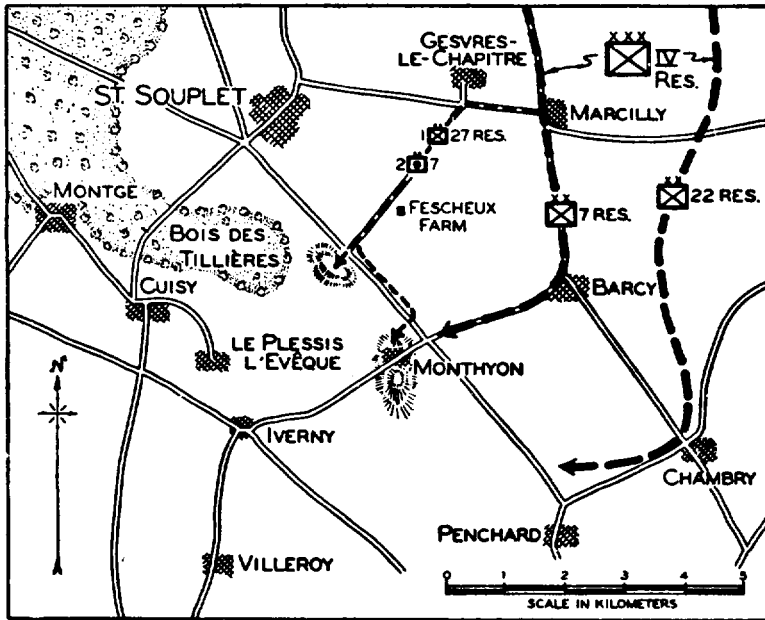 GESVRES-
LE-CHAPITRE
X X X
IV
RES.
ST. SOUPLET
MARCILLY
1 27 RES.
2 7
MONTGE
FESCHEUX
FARM
X X
7 RES.
X X
22 RES.
BOIS DES
TILLIÈRES
CUISY
BARCY
LE PLESSIS
L'EVÊQUE
MONTHYON
N
IVERNY
CHAMBRY
PENCHARD
VILLEROY
0 1 2 3 4 5
SCALE IN KILOMETERS